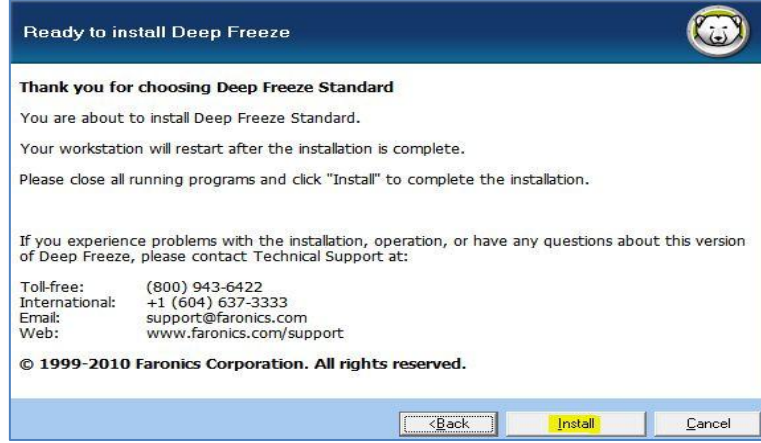 Ready to install Deep Freeze
Thank you for choosing Deep Freeze Standard
You are about to install Deep Freeze Standard.
Your workstation will restart after the installation is complete.
Please close all running programs and click "Install" to complete the installation.
If you experience problems with the installation, operation, or have any questions about this version
of Deep Freeze, please contact Technical Support at:
Toll-free: (800) 943-6422
International: +1 (604) 637-3333
Email: support@faronics.com
Web: www.faronics.com/support
© 1999-2010 Faronics Corporation. All rights reserved.
<Back Install Cancel